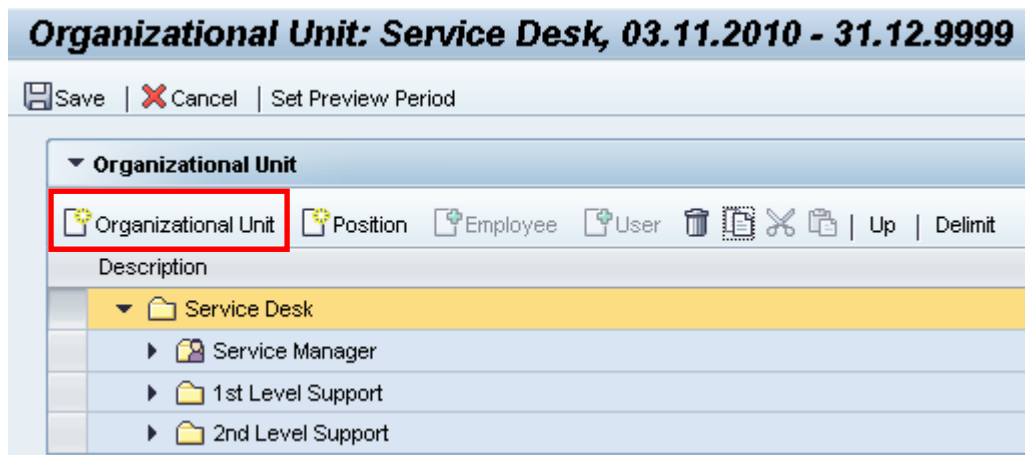 Organizational Unit: Service Desk, 03.11.2010 - 31.12.9999
Save | Cancel | Set Preview Period
Organizational Unit
Organizational Unit Position Employee User | Up | Delimit
Description
Service Desk
Service Manager
1st Level Support
2nd Level Support